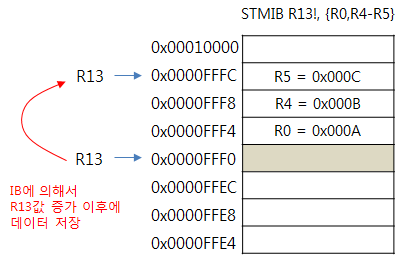 STMIB R13!, {R0,R4-R5}
0x00010000
R13 0x0000FFFC R5 = 0x000C
0x0000FFF8 R4 = 0x000B
0x0000FFF4 R0 = 0x000A
R13 0x0000FFF0
0x0000FFEC
0x0000FFE8
0x0000FFE4
IB에 의해서
R13값 증가 이후에
데이터 저장